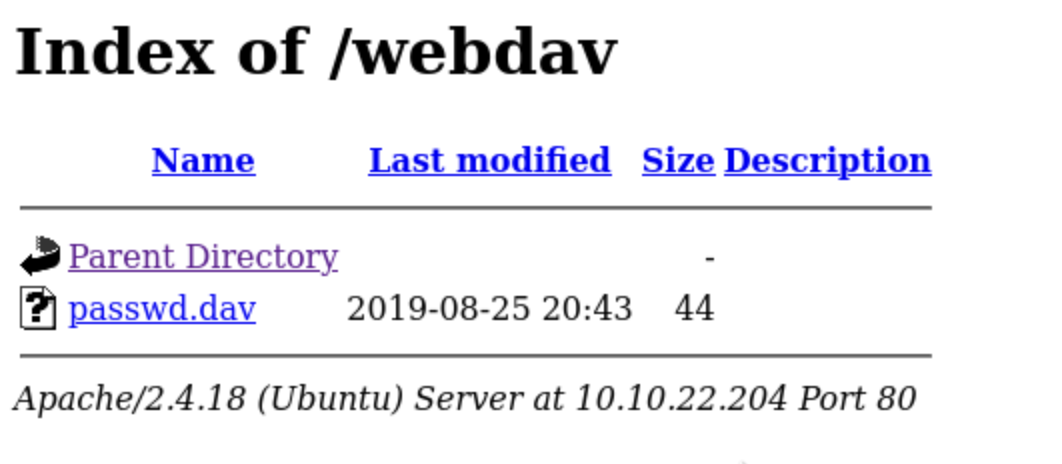 Index of /webdav
Name Last modified Size Description
Parent Directory -
passwd.dav 2019-08-25 20:43 44
Apache/2.4.18 (Ubuntu) Server at 10.10.22.204 Port 80